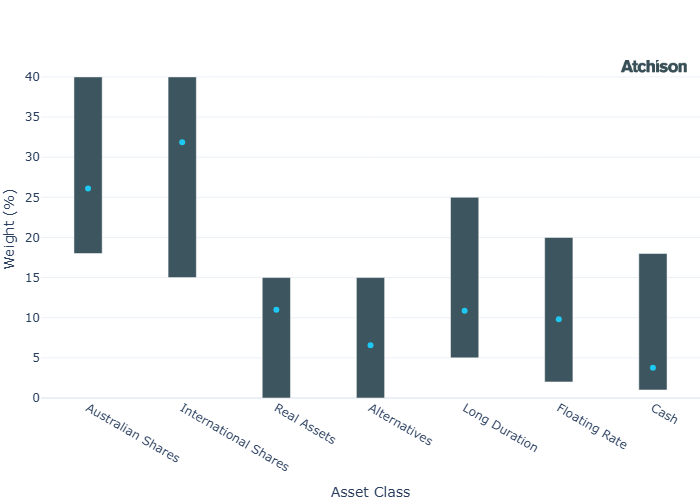 Atchison
40
35
30
25
20
15
10
5
0
Weight (%)
Australian Shares
International Shares
Real Assets
Alternatives
Long Duration
Floating Rate
Cash
Asset Class